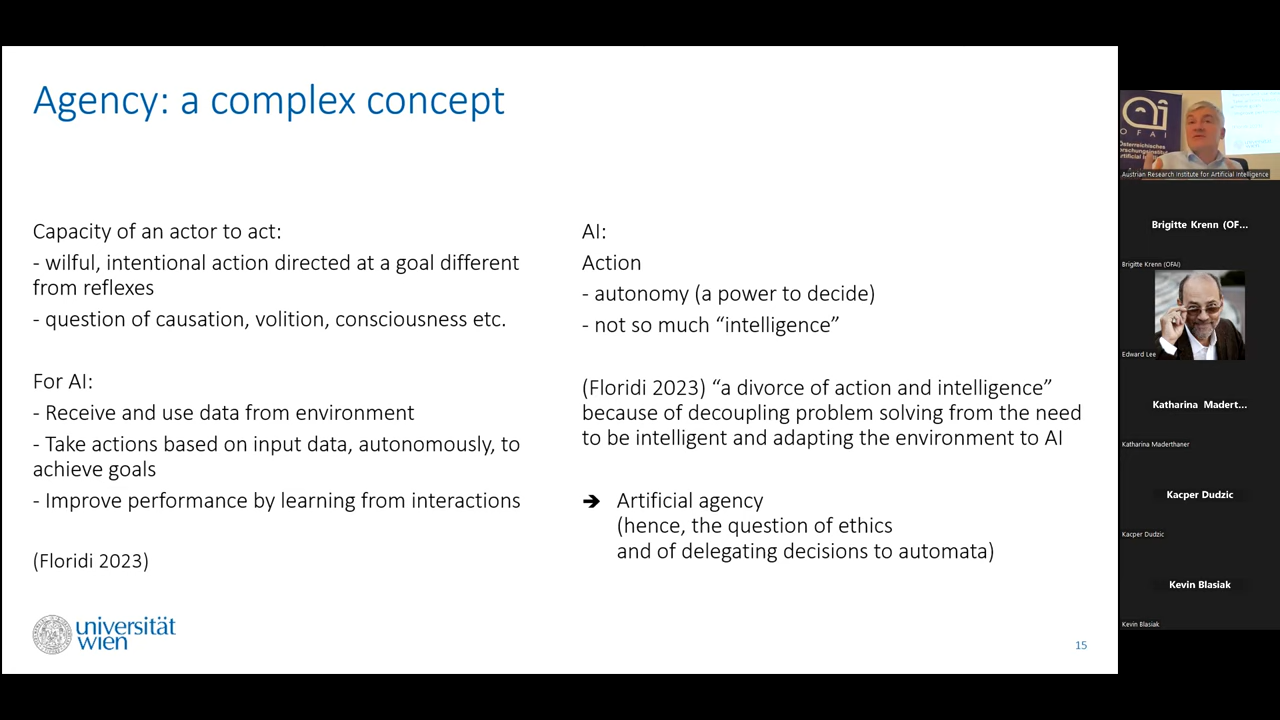 Agency: a complex concept
Capacity of an actor to act:
- wilful, intentional action directed at a goal different
from reflexes
- question of causation, volition, consciousness etc.
For AI:
- Receive and use data from environment
- Take actions based on input data, autonomously, to
achieve goals
- Improve performance by learning from interactions
(Floridi 2023)
AI:
Action
- autonomy (a power to decide)
- not so much “intelligence”
(Floridi 2023) “a divorce of action and intelligence”
because of decoupling problem solving from the need
to be intelligent and adapting the environment to AI
➔ Artificial agency
(hence, the question of ethics
and of delegating decisions to automata)
universität
wien
15
OFAI
Austrian Research Institute for Artificial Intelligence
Brigitte Krenn (OF...
Brigitte Krenn (OFAI)
Edward Lee
Katharina Madert...
Katharina Maderthaner
Kacper Dudzic
Kacper Dudzic
Kevin Blasiak
Kevin Blasiak